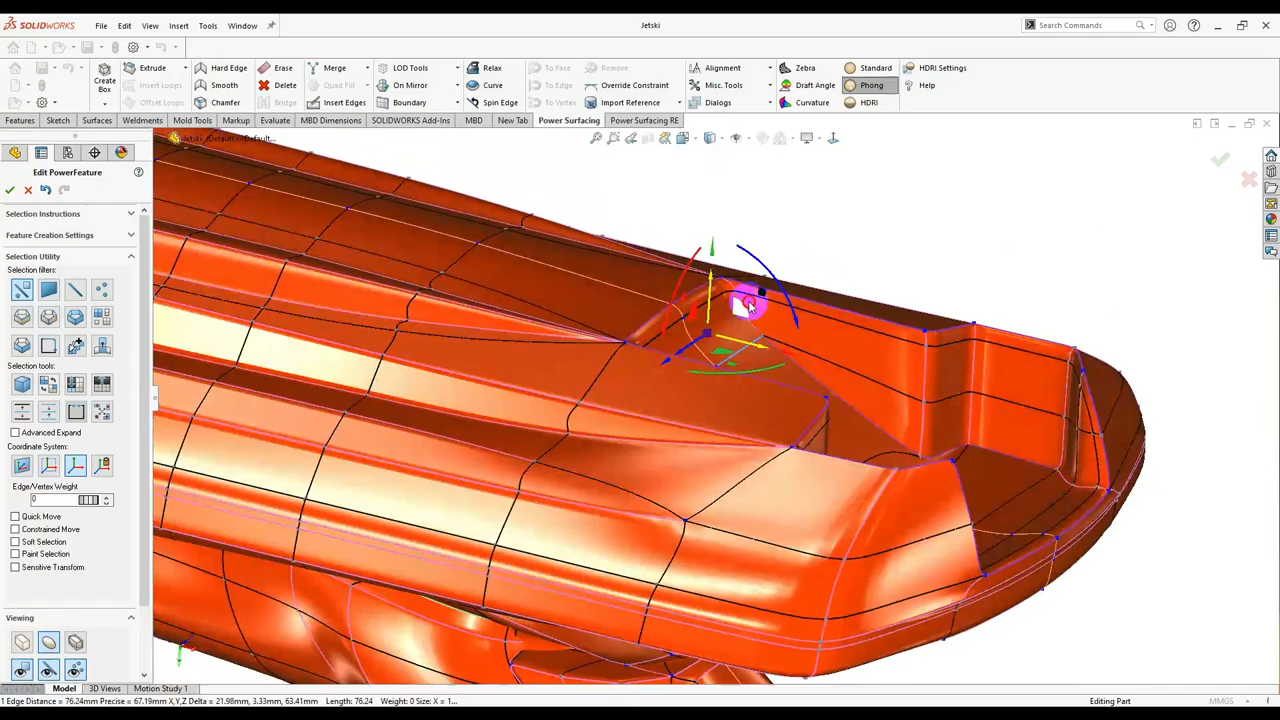 SOLIDWORKS File Edit View Insert Tools Window Jetski Search Commands
Create Box Extrude Hard Edge Erase Merge LOD Tools Relax To Face Remove Alignment Zebra Standard HDRI Settings
Insert Loops Smooth Delete Quad Fill On Mirror Curve To Edge Override Constraint Misc. Tools Draft Angle Phong Help
Offset Loops Chamfer Bridge Insert Edges Boundary Spin Edge To Vertex Import Reference Dialogs Curvature HDRI
Features Sketch Surfaces Weldments Mold Tools Markup Evaluate MBD Dimensions SOLIDWORKS Add-Ins MBD New Tab Power Surfacing Power Surfacing RE
Jetski (Default<<Default...
Edit PowerFeature
Selection Instructions
Feature Creation Settings
Selection Utility
Selection filters:
Selection tools:
Advanced Expand
Coordinate System:
Edge/Vertex Weight
0
Quick Move
Constrained Move
Soft Selection
Paint Selection
Sensitive Transform
Viewing
Model 3D Views Motion Study 1
1 Edge Distance = 76.24mm Precise = 67.19mm X,Y,Z Delta = 21.98mm, 3.33mm, 63.41mm Length: 76.24 Weight: 0 Size: X = 1... Editing Part MMGS